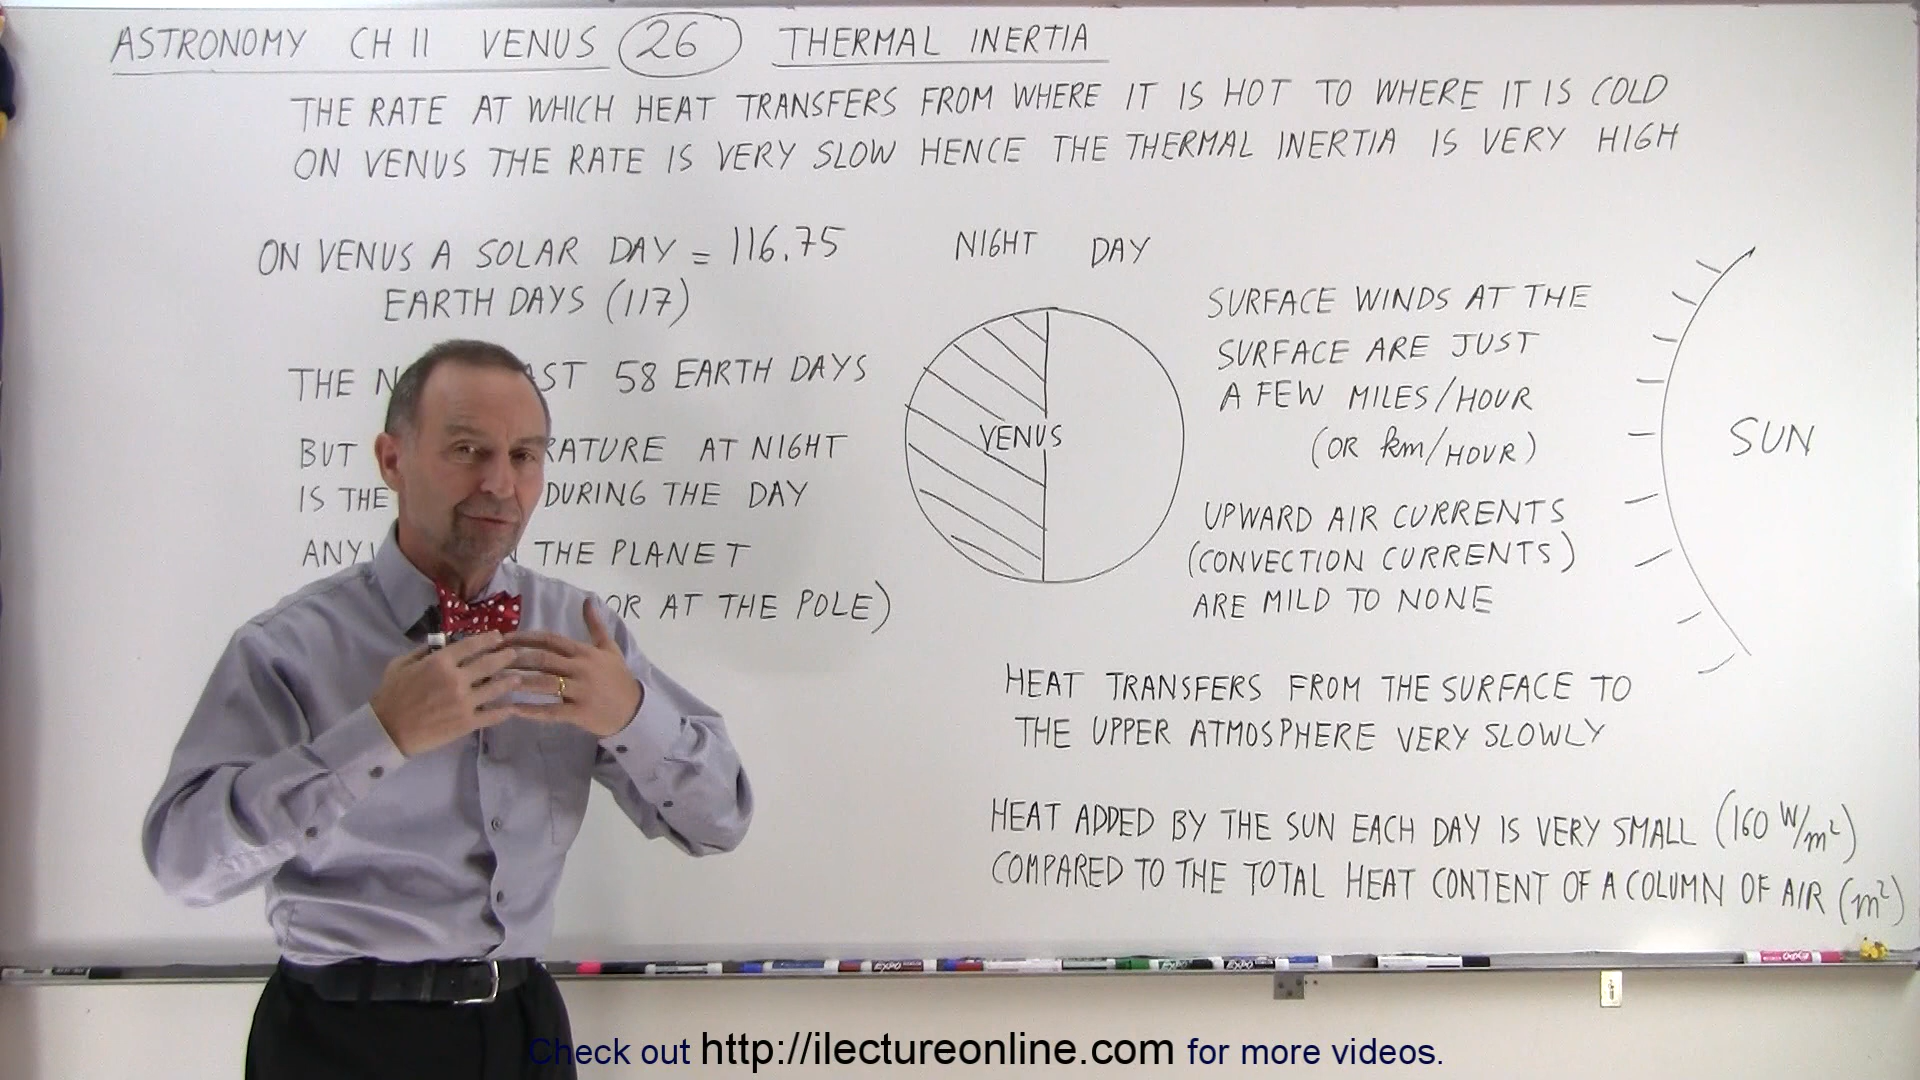 ASTRONOMY CH 11 VENUS 26 THERMAL INERTIA
THE RATE AT WHICH HEAT TRANSFERS FROM WHERE IT IS HOT TO WHERE IT IS COLD
ON VENUS THE RATE IS VERY SLOW HENCE THE THERMAL INERTIA IS VERY HIGH
ON VENUS A SOLAR DAY = 116.75
EARTH DAYS (117)
THE N AST 58 EARTH DAYS
BUT RATURE AT NIGHT
IS THE DURING THE DAY
ANY N THE PLANET
OR AT THE POLE)
NIGHT DAY
VENUS
SURFACE WINDS AT THE
SURFACE ARE JUST
A FEW MILES/HOUR
(OR km/HOUR)
UPWARD AIR CURRENTS
(CONVECTION CURRENTS)
ARE MILD TO NONE
SUN
HEAT TRANSFERS FROM THE SURFACE TO
THE UPPER ATMOSPHERE VERY SLOWLY
HEAT ADDED BY THE SUN EACH DAY IS VERY SMALL (160 W/m²)
COMPARED TO THE TOTAL HEAT CONTENT OF A COLUMN OF AIR (m²)
EXPO
EXPO
EXPO
Check out http://ilectureonline.com for more videos.